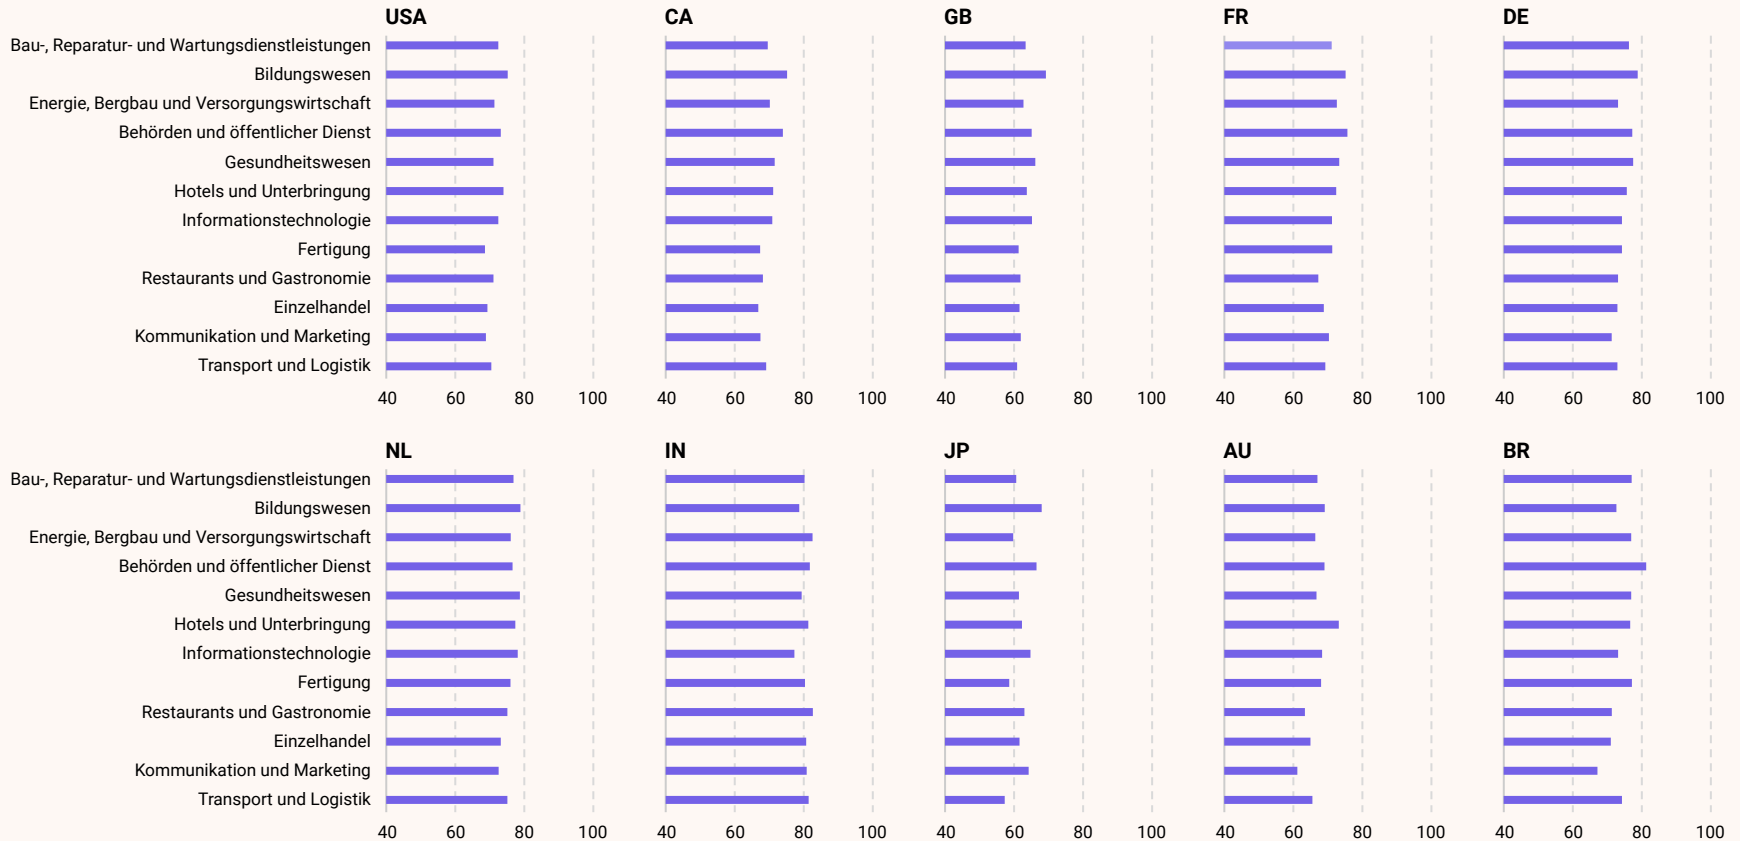 USA CA GB FR DE
Bau-, Reparatur- und Wartungsdienstleistungen
Bildungswesen
Energie, Bergbau und Versorgungswirtschaft
Behörden und öffentlicher Dienst
Gesundheitswesen
Hotels und Unterbringung
Informationstechnologie
Fertigung
Restaurants und Gastronomie
Einzelhandel
Kommunikation und Marketing
Transport und Logistik
40 60 80 100 40 60 80 100 40 60 80 100 40 60 80 100 40 60 80 100
NL IN JP AU BR
Bau-, Reparatur- und Wartungsdienstleistungen
Bildungswesen
Energie, Bergbau und Versorgungswirtschaft
Behörden und öffentlicher Dienst
Gesundheitswesen
Hotels und Unterbringung
Informationstechnologie
Fertigung
Restaurants und Gastronomie
Einzelhandel
Kommunikation und Marketing
Transport und Logistik
40 60 80 100 40 60 80 100 40 60 80 100 40 60 80 100 40 60 80 100